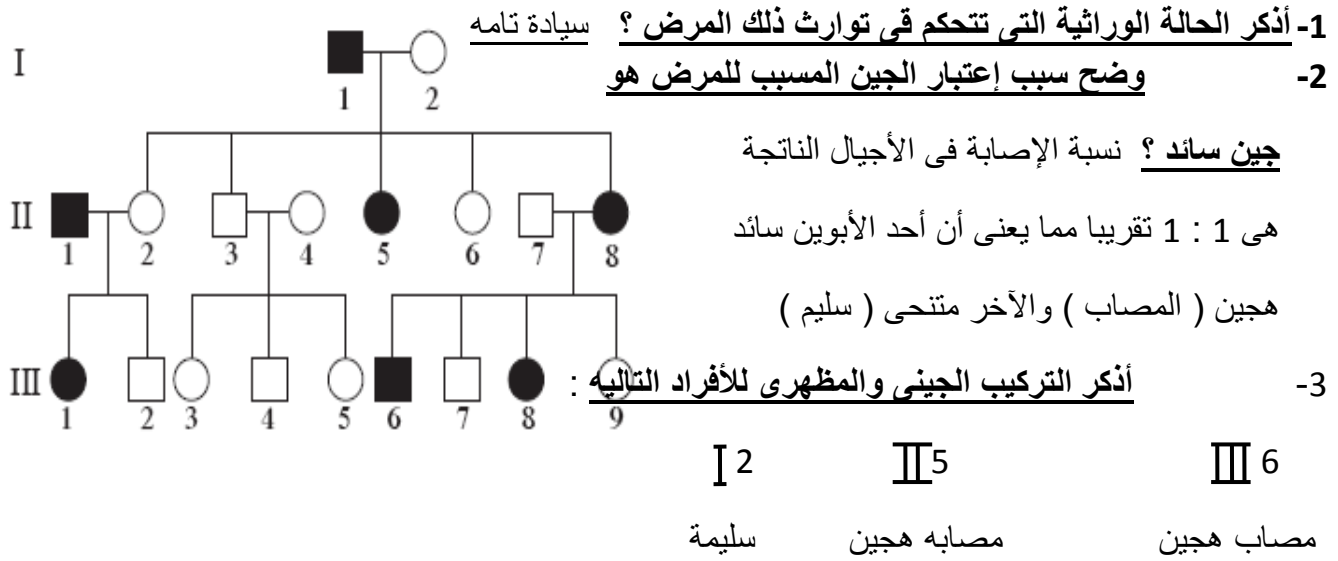 1- أذكر الحالة الوراثية التى تتحكم قى توارث ذلك المرض ؟ سيادة تامه
2- وضح سبب إعتبار الجين المسبب للمرض هو
جين سائد ؟ نسبة الإصابة فى الأجيال الناتجة
هى 1 : 1 تقريبا مما يعنى أن أحد الأبوين سائد
هجين ( المصاب ) والآخر متنحى ( سليم )
3- أذكر التركيب الجينى والمظهرى للأفراد التاليه :
III 6 II 5 I 2
مصاب هجين مصابه هجين سليمة
I
1 2
II
1 2 3 4 5 6 7 8
III
1 2 3 4 5 6 7 8 9